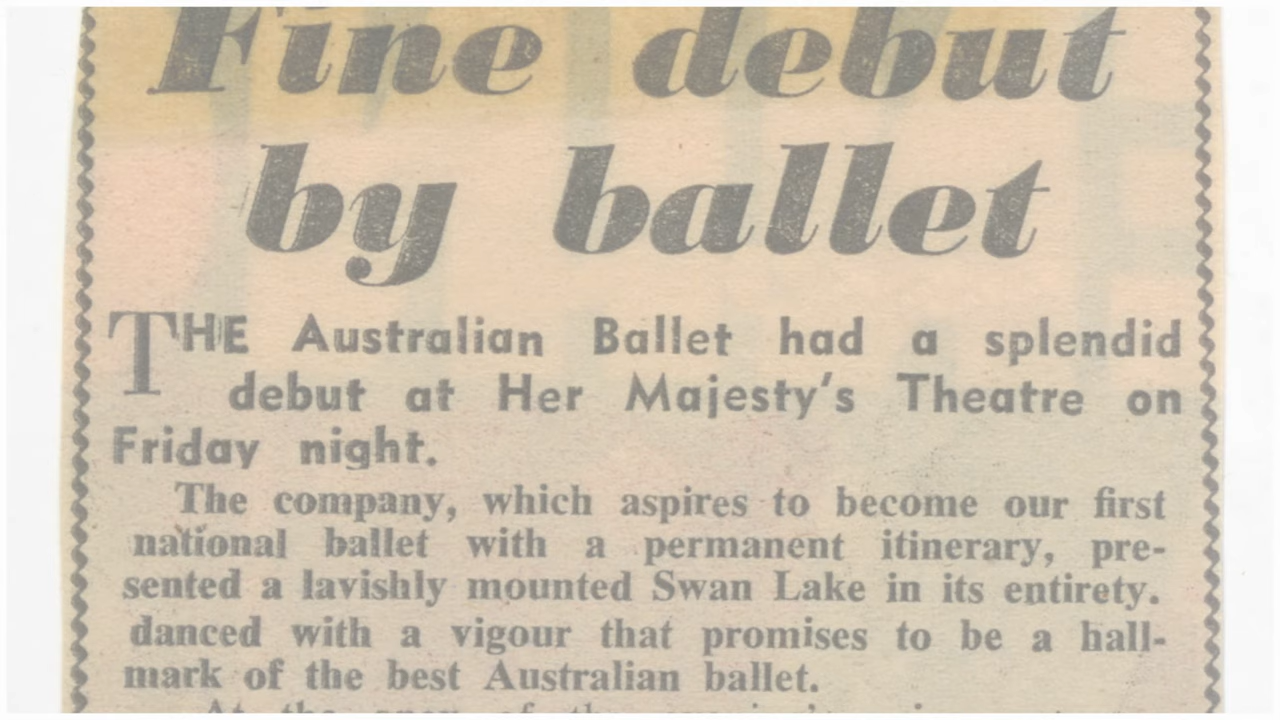 Fine debut
by ballet
THE Australian Ballet had a splendid
debut at Her Majesty's Theatre on
Friday night.
The company, which aspires to become our first
national ballet with a permanent itinerary, pre-
sented a lavishly mounted Swan Lake in its entirety.
danced with a vigour that promises to be a hall-
mark of the best Australian ballet.